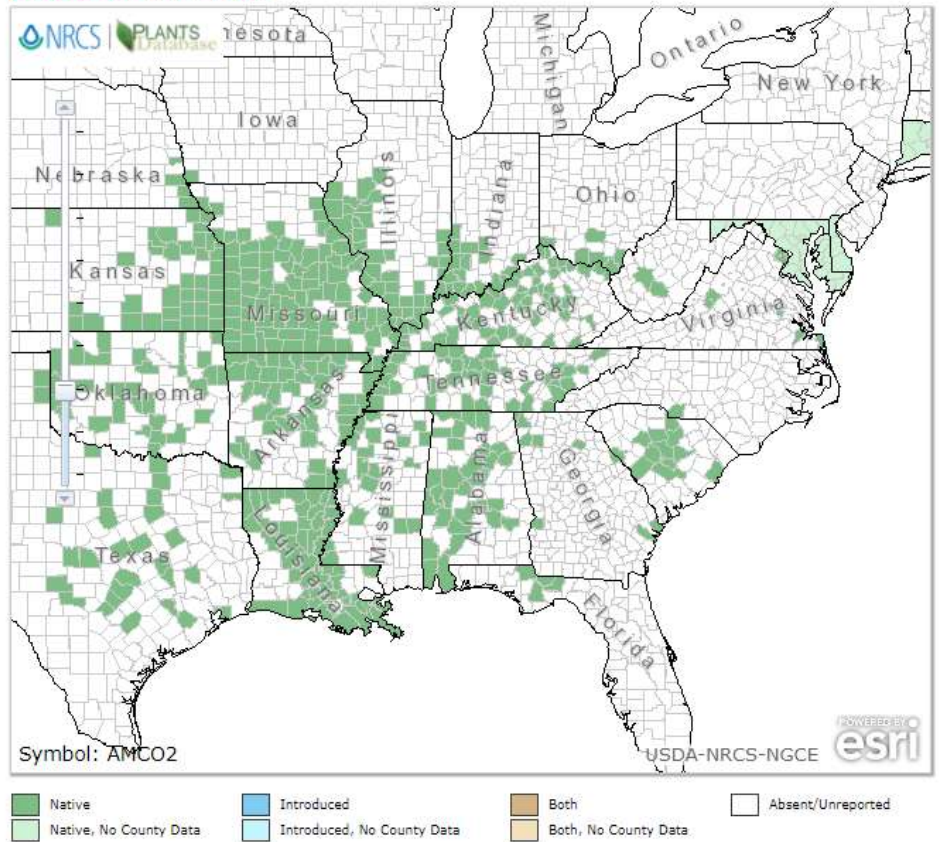 NRCS | PLANTS
Database
nesota
Michigan
Ontario
New York
Iowa
Nebraska
Illinois
Indiana
Ohio
Kansas
Missouri
Kentucky
Virginia
Oklahoma
Arkansas
Tennessee
Mississippi
Alabama
Georgia
Texas
Louisiana
Florida
Symbol: AMCO2
USDA-NRCS-NGCE
POWERED BY
esri
Native
Introduced
Both
Absent/Unreported
Native, No County Data
Introduced, No County Data
Both, No County Data